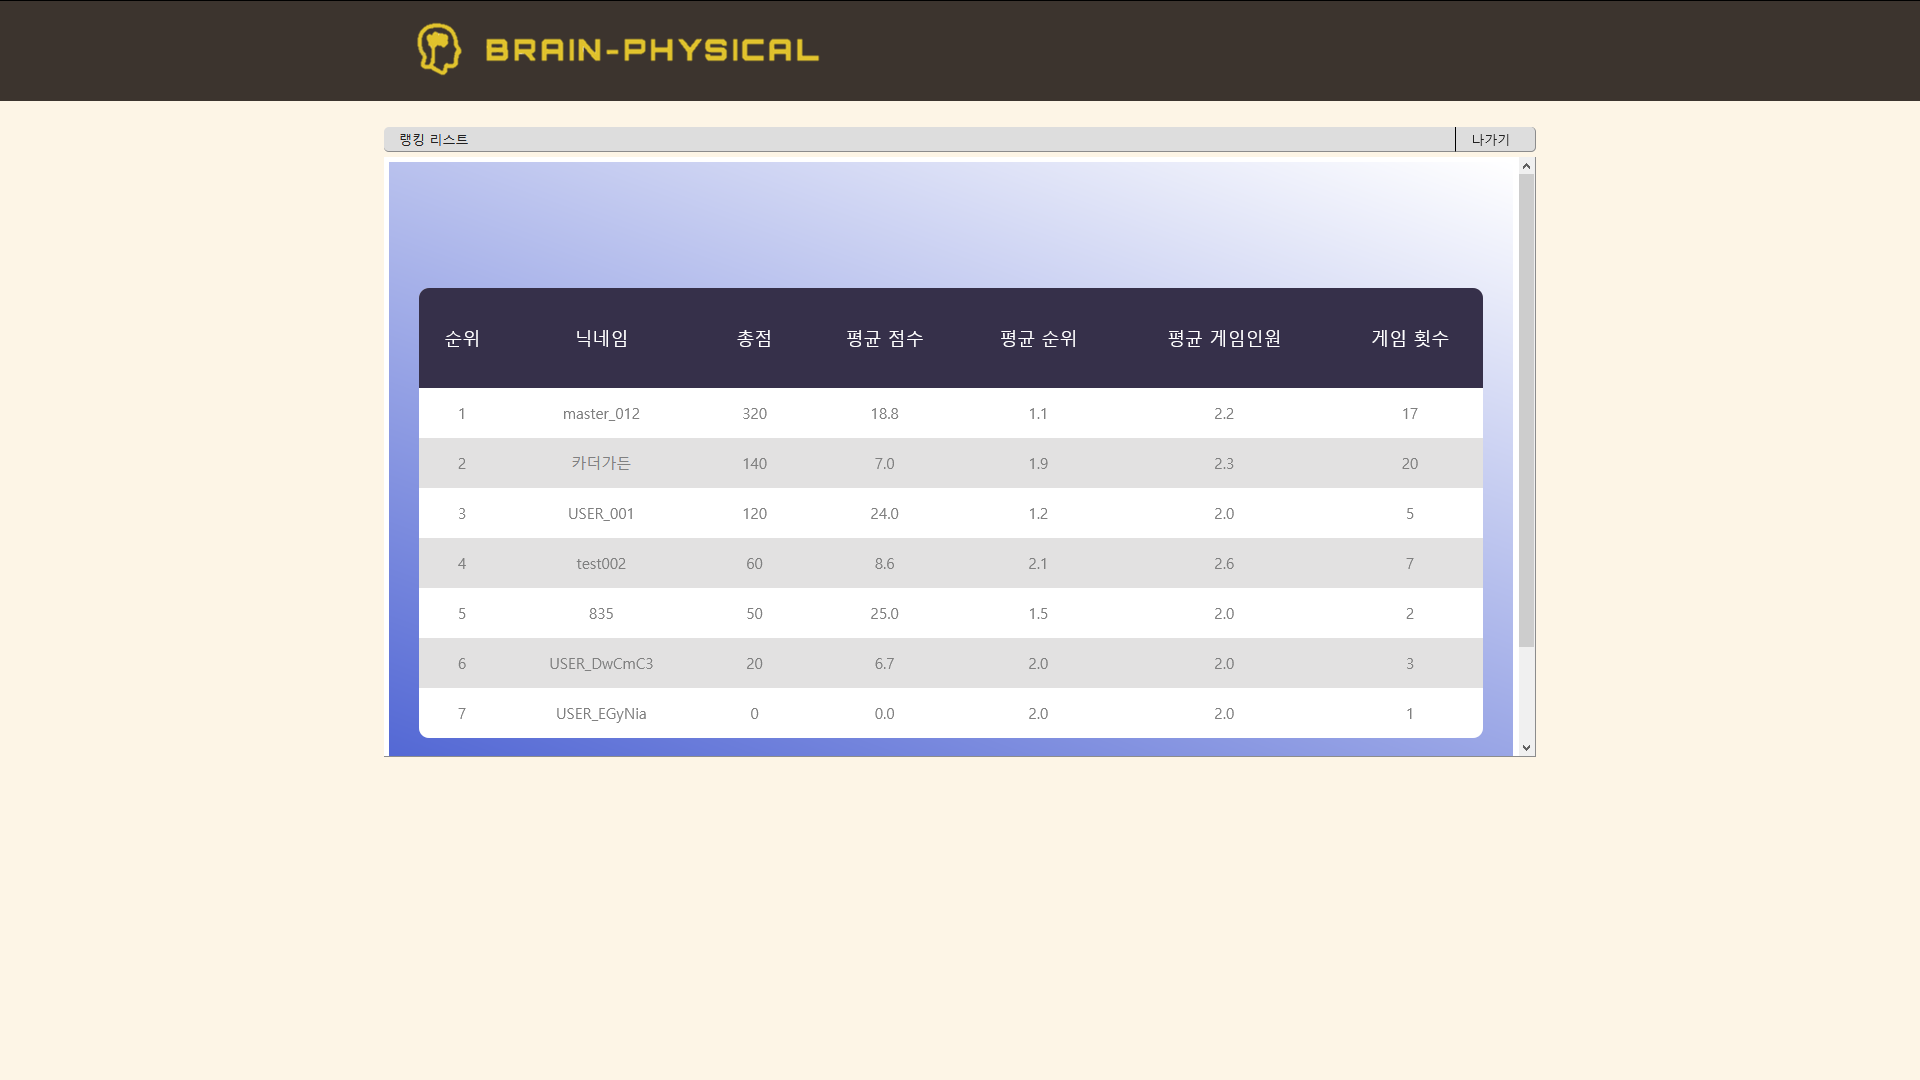 BRAIN-PHYSICAL
랭킹 리스트 나가기
순위 닉네임 총점 평균 점수 평균 순위 평균 게임인원 게임 횟수
1 master_012 320 18.8 1.1 2.2 17
2 카더가든 140 7.0 1.9 2.3 20
3 USER_001 120 24.0 1.2 2.0 5
4 test002 60 8.6 2.1 2.6 7
5 835 50 25.0 1.5 2.0 2
6 USER_DwCmC3 20 6.7 2.0 2.0 3
7 USER_EGyNia 0 0.0 2.0 2.0 1